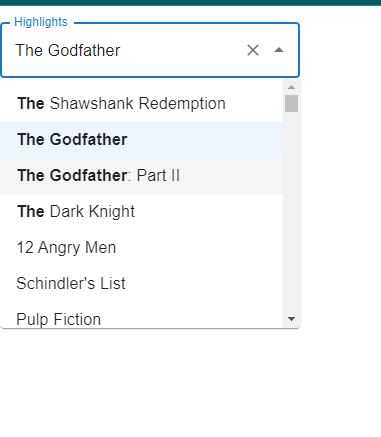 Highlights
The Godfather
The Shawshank Redemption
The Godfather
The Godfather: Part II
The Dark Knight
12 Angry Men
Schindler's List
Pulp Fiction